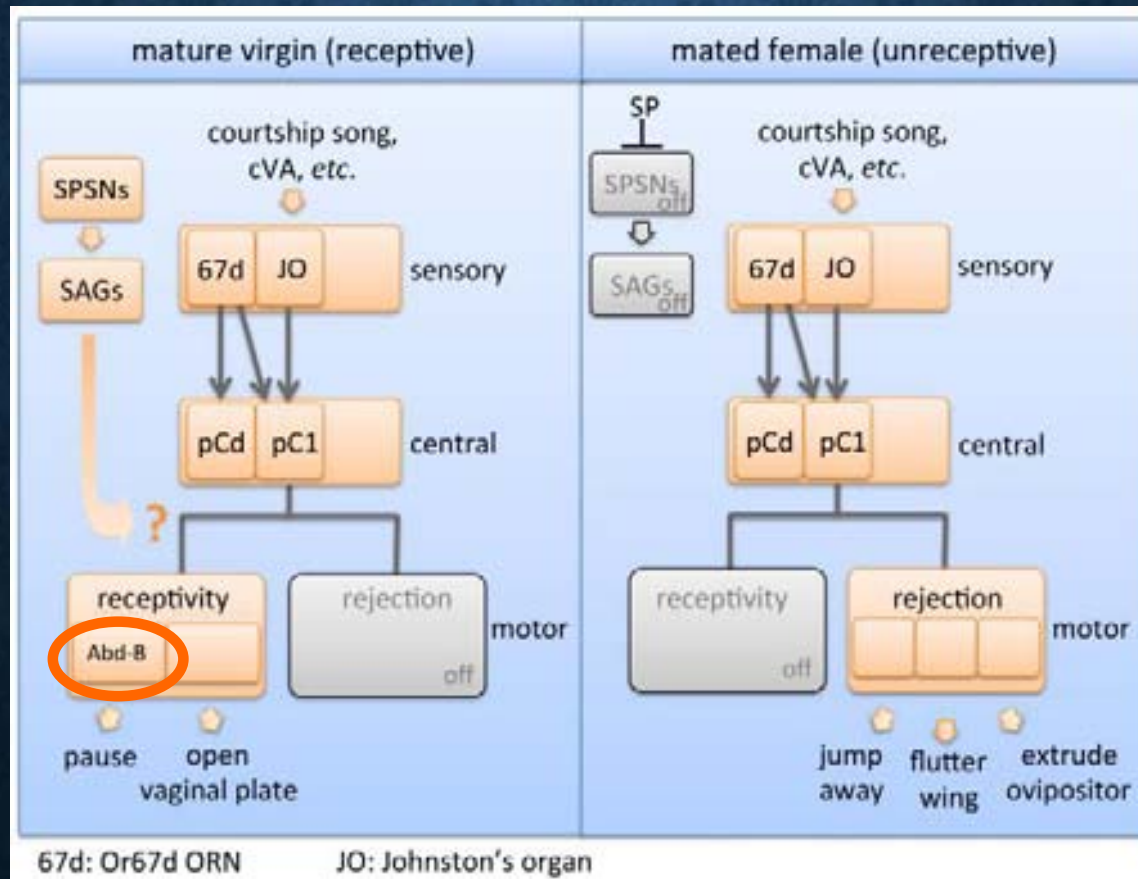 mature virgin (receptive)
courtship song,
cVA, etc.
SPSNs
SAGs
67d JO sensory
pCd pC1 central
?
receptivity
Abd-B
rejection
off
motor
pause open
vaginal plate
mated female (unreceptive)
SP
courtship song,
cVA, etc.
SPSNs
off
SAGs
off
67d JO sensory
pCd pC1 central
receptivity
off
rejection
motor
jump flutter extrude
away wing ovipositor
67d: Or67d ORN JO: Johnston's organ